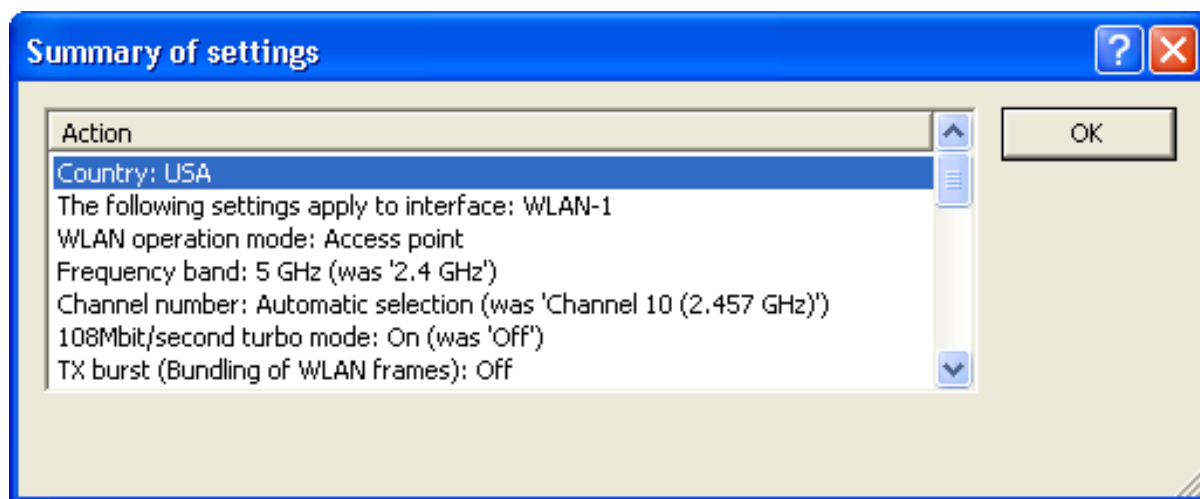 Summary of settings
Action
OK
Country: USA
The following settings apply to interface: WLAN-1
WLAN operation mode: Access point
Frequency band: 5 GHz (was '2.4 GHz')
Channel number: Automatic selection (was 'Channel 10 (2.457 GHz)')
108Mbit/second turbo mode: On (was 'Off')
TX burst (Bundling of WLAN frames): Off